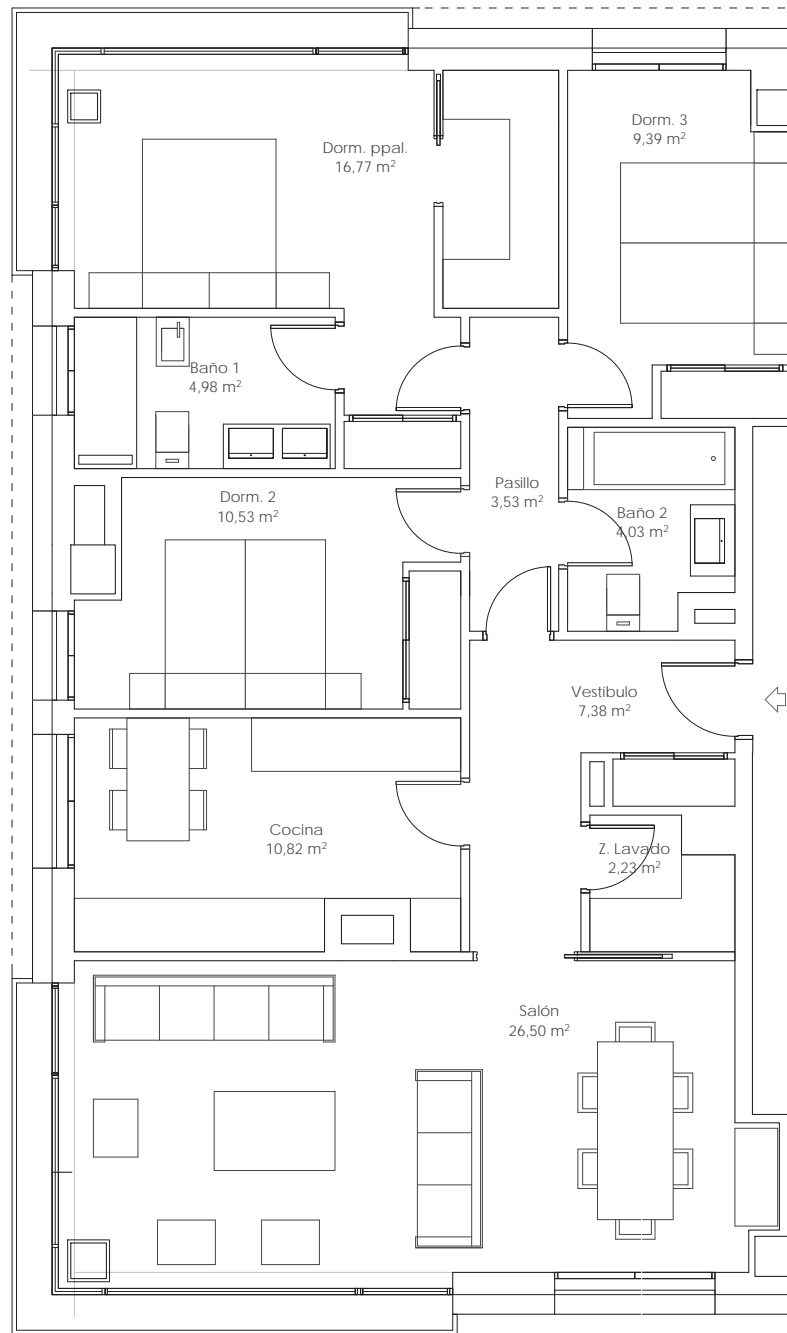 Dorm. ppal.
16,77 m²
Dorm. 3
9,39 m²
Baño 1
4,98 m²
Dorm. 2
10,53 m²
Pasillo
3,53 m²
Baño 2
4,03 m²
Vestíbulo
7,38 m²
Cocina
10,82 m²
Z. Lavado
2,23 m²
Salón
26,50 m²